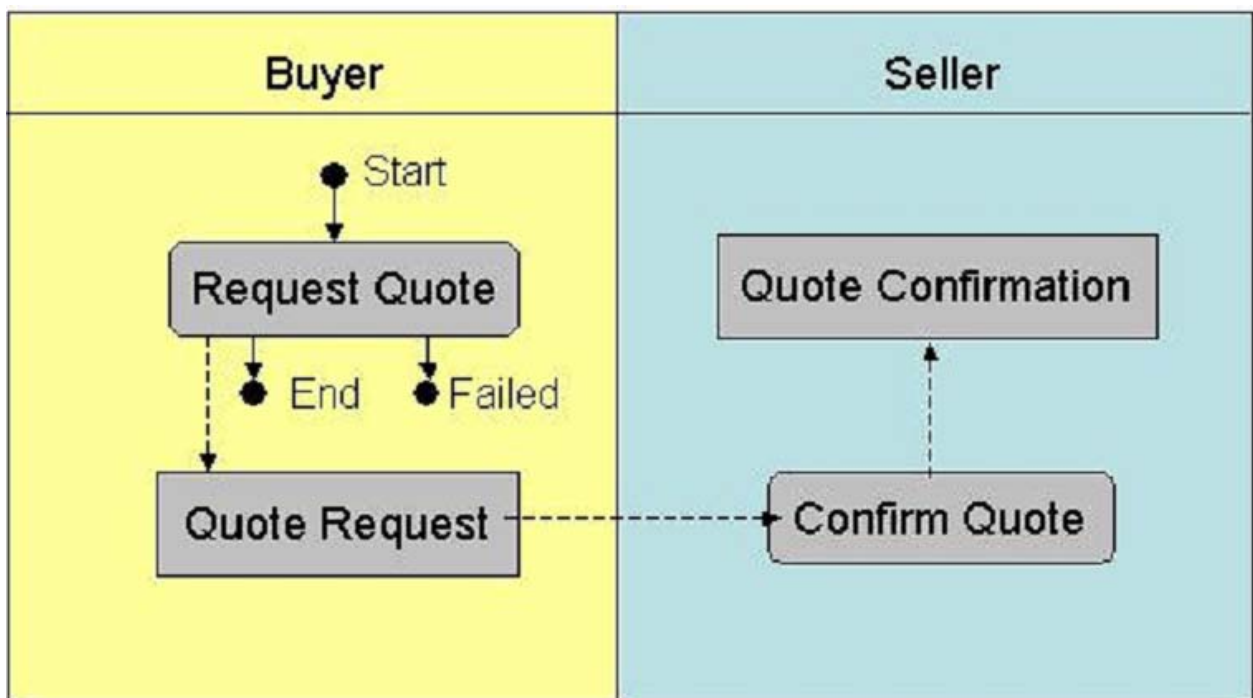 Buyer
Seller
Start
Request Quote
Quote Confirmation
End
Failed
Quote Request
Confirm Quote